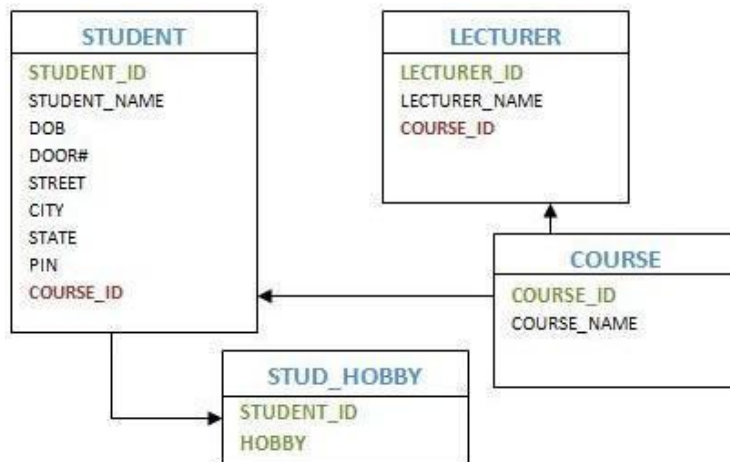 STUDENT
STUDENT_ID
STUDENT_NAME
DOB
DOOR#
STREET
CITY
STATE
PIN
COURSE_ID
LECTURER
LECTURER_ID
LECTURER_NAME
COURSE_ID
COURSE
COURSE_ID
COURSE_NAME
STUD_HOBBY
STUDENT_ID
HOBBY